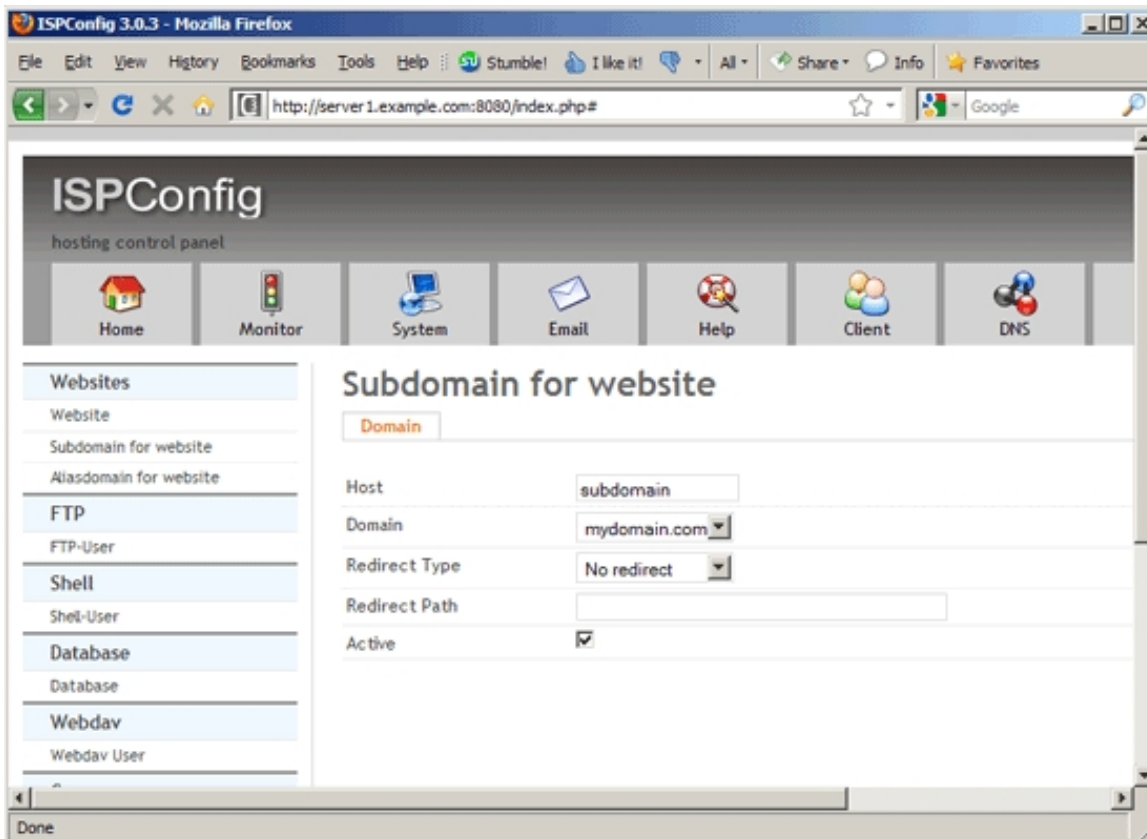 ISPConfig 3.0.3 - Mozilla Firefox
File Edit View History Bookmarks Tools Help Stumble! I like it! All Share Info Favorites
http://server1.example.com:8080/index.php# Google
ISPConfig
hosting control panel
Home Monitor System Email Help Client DNS
Websites
Website
Subdomain for website
Aliasdomain for website
FTP
FTP-User
Shell
Shell-User
Database
Database
Webdav
Webdav User
Subdomain for website
Domain
Host subdomain
Domain mydomain.com
Redirect Type No redirect
Redirect Path
Active
Done